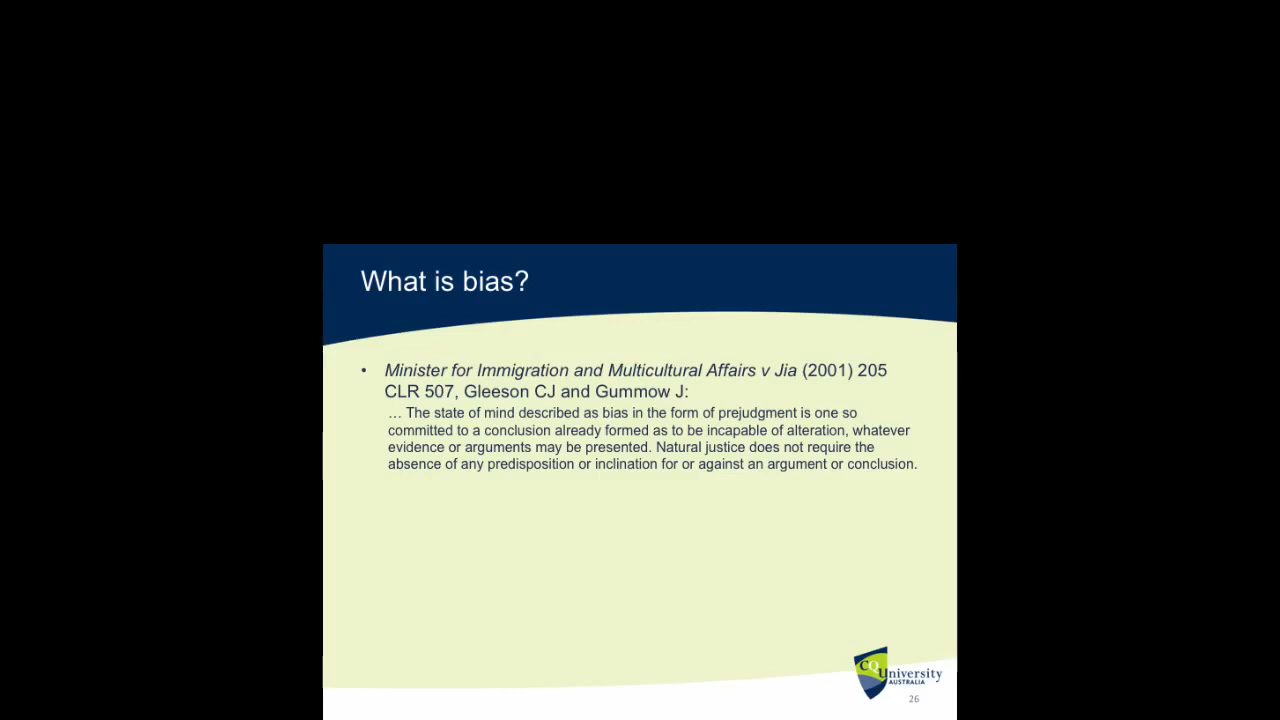 What is bias?
• Minister for Immigration and Multicultural Affairs v Jia (2001) 205
CLR 507, Gleeson CJ and Gummow J:
… The state of mind described as bias in the form of prejudgment is one so
committed to a conclusion already formed as to be incapable of alteration, whatever
evidence or arguments may be presented. Natural justice does not require the
absence of any predisposition or inclination for or against an argument or conclusion.
CQUniversity
AUSTRALIA
26